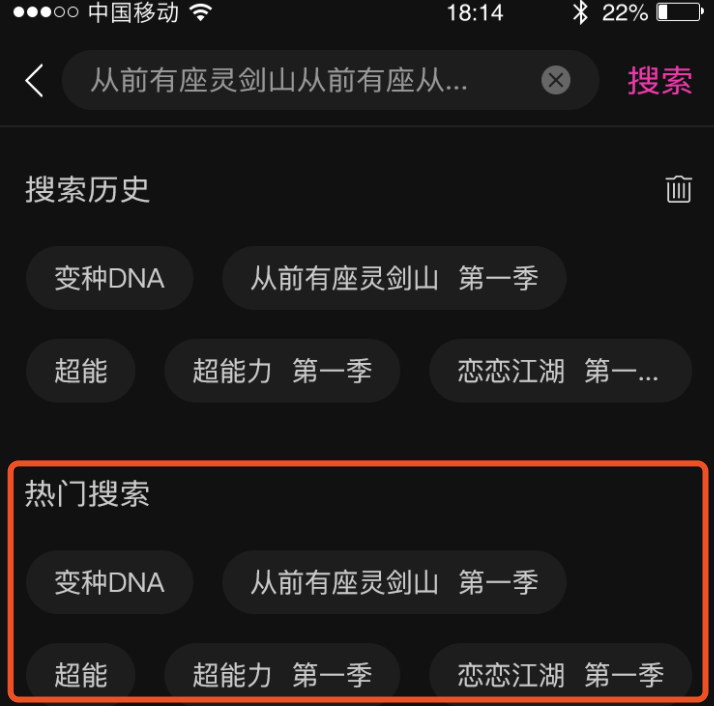 中国移动 18:14 22%
从前有座灵剑山从前有座从... 搜索
搜索历史
变种DNA 从前有座灵剑山 第一季
超能 超能力 第一季 恋恋江湖 第一...
热门搜索
变种DNA 从前有座灵剑山 第一季
超能 超能力 第一季 恋恋江湖 第一季